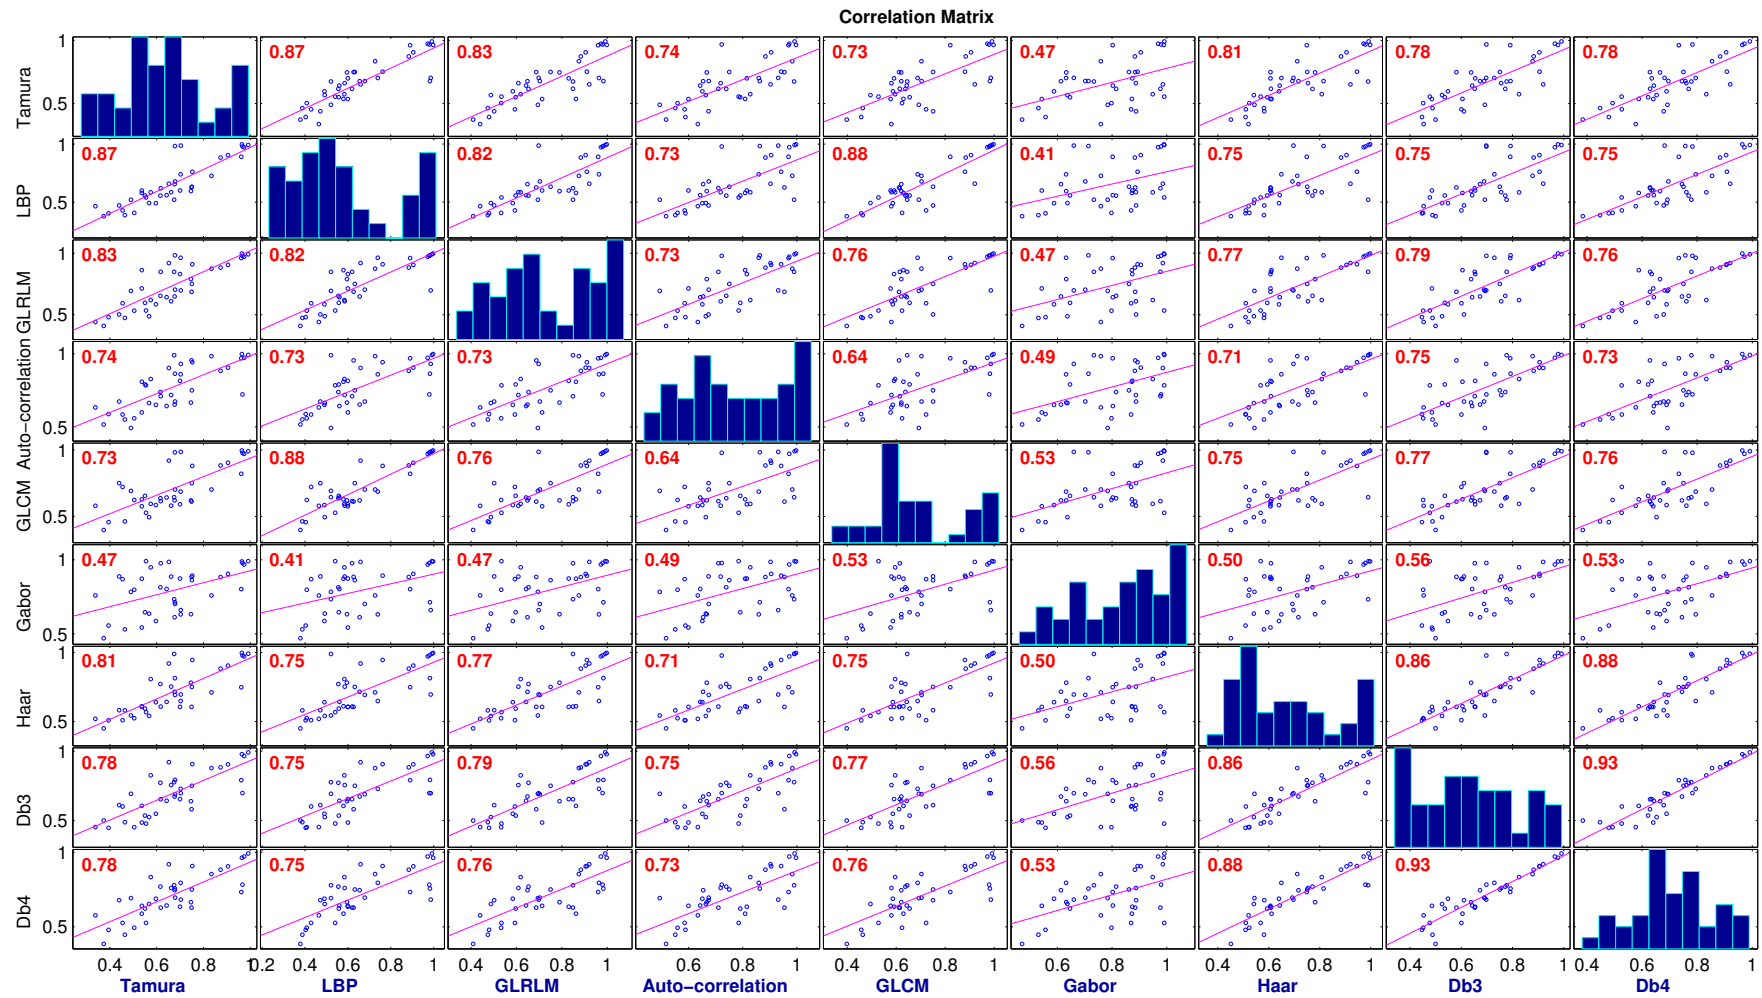 Correlation Matrix
Tamura 1 0.5 0.87 0.83 0.74 0.73 0.47 0.81 0.78 0.78
LBP 1 0.5 0.87 0.82 0.73 0.88 0.41 0.75 0.75 0.75
GLRLM 1 0.5 0.83 0.82 0.73 0.76 0.47 0.77 0.79 0.76
Auto-correlation 1 0.5 0.74 0.73 0.73 0.64 0.49 0.71 0.75 0.73
GLCM 1 0.5 0.73 0.88 0.76 0.64 0.53 0.75 0.77 0.76
Gabor 1 0.5 0.47 0.41 0.47 0.49 0.53 0.50 0.56 0.53
Haar 1 0.5 0.81 0.75 0.77 0.71 0.75 0.50 0.86 0.88
Db3 1 0.5 0.78 0.75 0.79 0.75 0.77 0.56 0.86 0.93
Db4 1 0.5 0.78 0.75 0.76 0.73 0.76 0.53 0.88 0.93
0.4 0.6 0.8 1 0.2 0.4 0.6 0.8 1 0.4 0.6 0.8 1 0.6 0.8 1 0.4 0.6 0.8 1 0.6 0.8 1 0.4 0.6 0.8 1 0.4 0.6 0.8 1 0.4 0.6 0.8 1
Tamura LBP GLRLM Auto-correlation GLCM Gabor Haar Db3 Db4